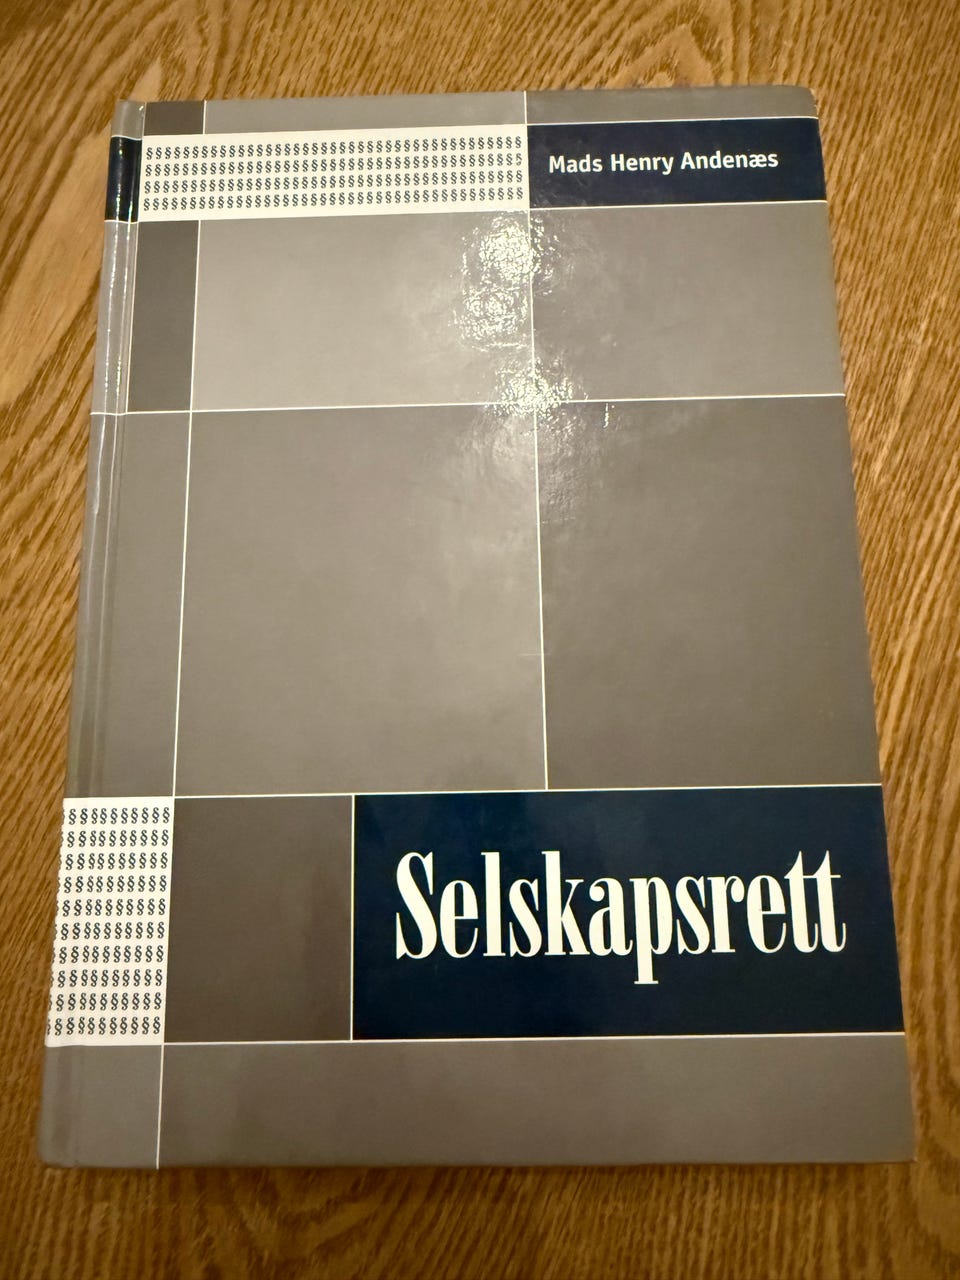 Mads Henry Andenæs
Selskapsrett